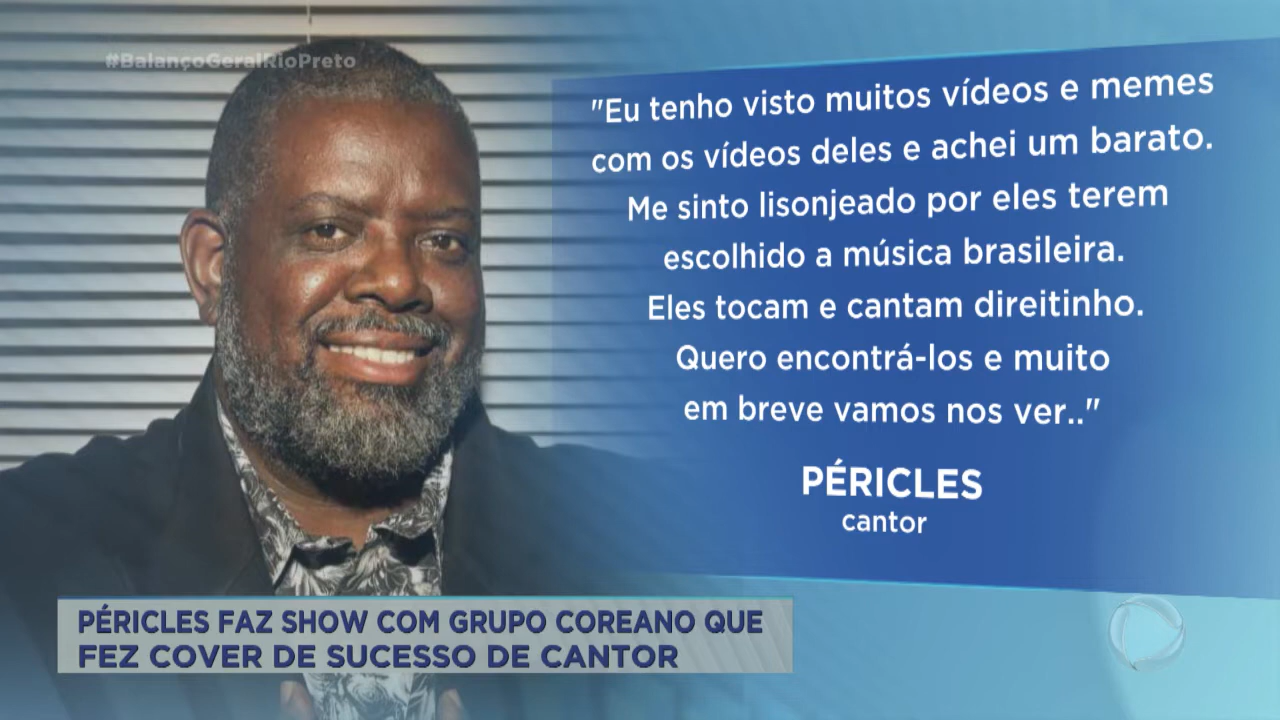 #BalançoGeralRioPreto
"Eu tenho visto muitos vídeos e memes
com os vídeos deles e achei um barato.
Me sinto lisonjeado por eles terem
escolhido a música brasileira.
Eles tocam e cantam direitinho.
Quero encontrá-los e muito
em breve vamos nos ver.."
PÉRICLES
cantor
PÉRICLES FAZ SHOW COM GRUPO COREANO QUE
FEZ COVER DE SUCESSO DE CANTOR